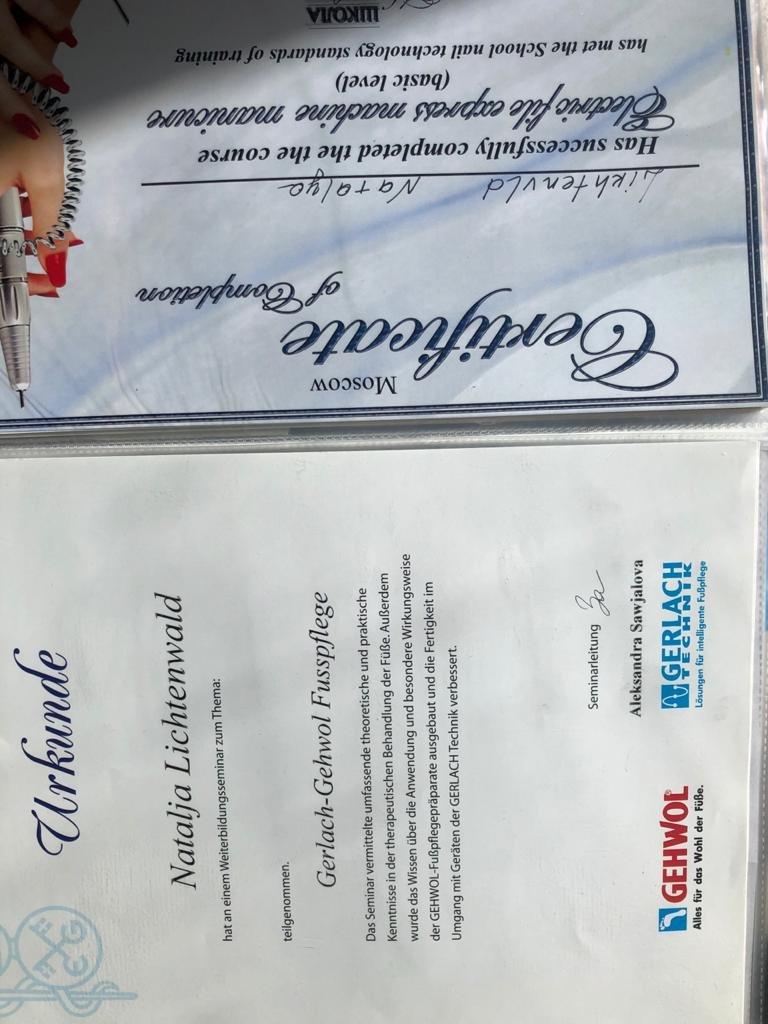 Moscow
Certificate
of Completion
Likhtenvld Natalya
Has successfully completed the the course
Electric file express machine manicure
(basic level)
has met the School nail technology standards of training
ШКОЛА
Urkunde
Natalja Lichtenwald
hat an einem Weiterbildungsseminar zum Thema:
teilgenommen.
Gerlach-Gehwol Fusspflege
Das Seminar vermittelte umfassende theoretische und praktische
Kenntnisse in der therapeutischen Behandlung der Füße. Außerdem
wurde das Wissen über die Anwendung und besondere Wirkungsweise
der GEHWOL-Fußpflegepräparate ausgebaut und die Fertigkeit im
Umgang mit Geräten der GERLACH Technik verbessert.
Seminarleitung
Aleksandra Sawjalova
GEHWOL
Alles für das Wohl der Füße.
GERLACH
TECHNIK
Lösungen für intelligente Fußpflege